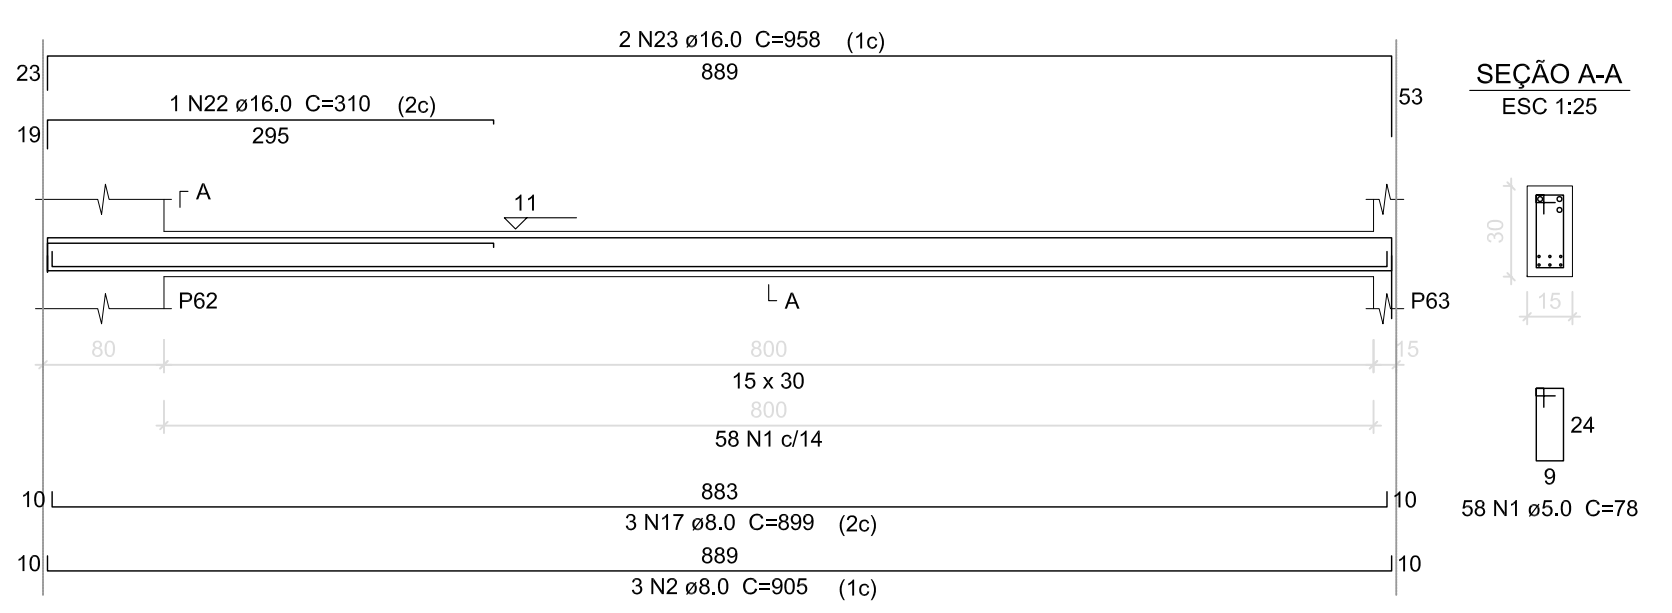 2 N23 ø16.0 C=958 (1c)
23
889
53
1 N22 ø16.0 C=310 (2c)
19
295
A
11
P62
A
P63
80
800
15
15 x 30
800
58 N1 c/14
10
883
10
3 N17 ø8.0 C=899 (2c)
10
889
10
3 N2 ø8.0 C=905 (1c)
SEÇÃO A-A
ESC 1:25
30
15
24
9
58 N1 ø5.0 C=78